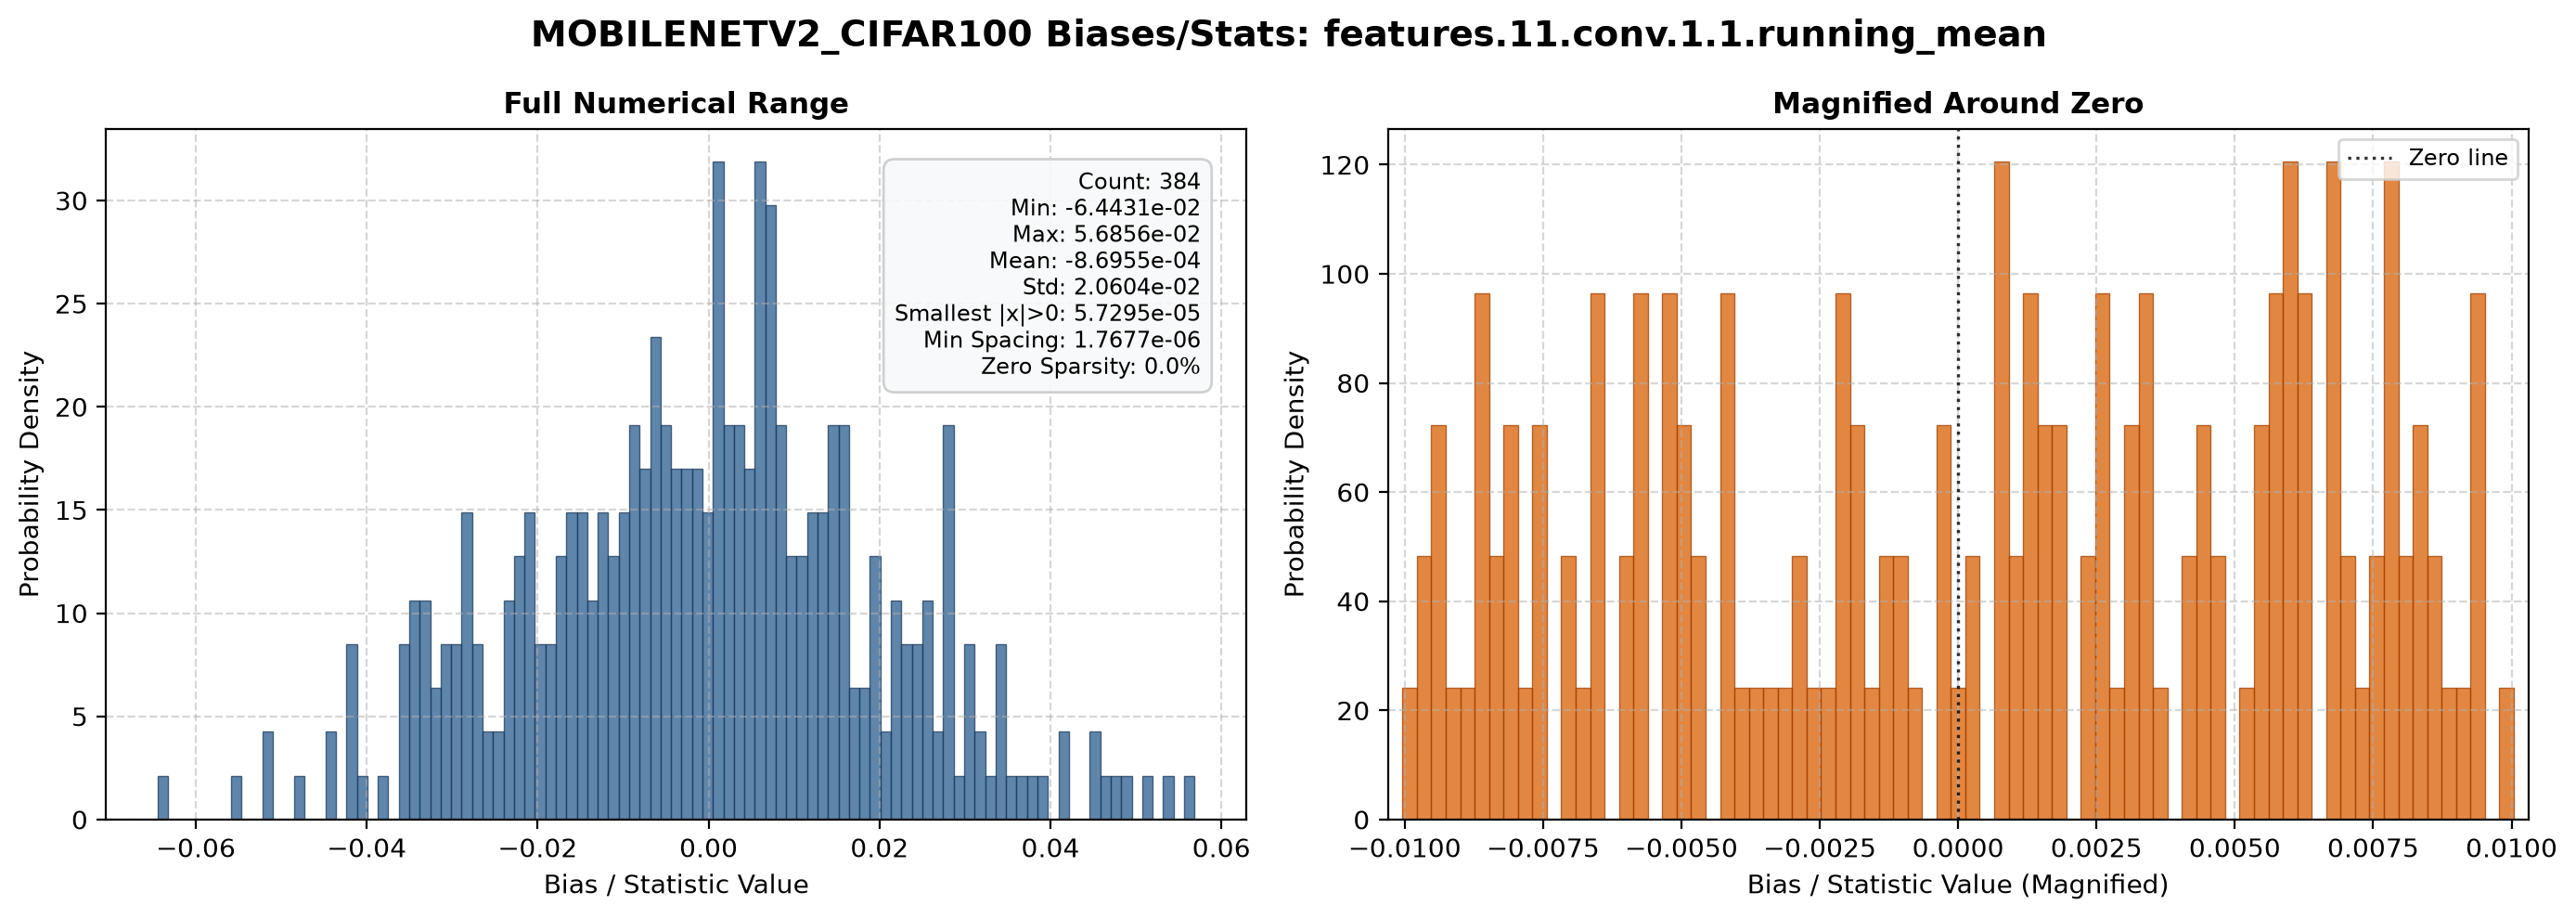 MOBILENETV2_CIFAR100 Biases/Stats: features.11.conv.1.1.running_mean
Full Numerical Range
Probability Density
30
25
20
15
10
5
0
Count: 384
Min: -6.4431e-02
Max: 5.6856e-02
Mean: -8.6955e-04
Std: 2.0604e-02
Smallest |x|>0: 5.7295e-05
Min Spacing: 1.7677e-06
Zero Sparsity: 0.0%
−0.06 −0.04 −0.02 0.00 0.02 0.04 0.06
Bias / Statistic Value
Magnified Around Zero
Probability Density
120
100
80
60
40
20
0
Zero line
−0.0100 −0.0075 −0.0050 −0.0025 0.0000 0.0025 0.0050 0.0075 0.0100
Bias / Statistic Value (Magnified)